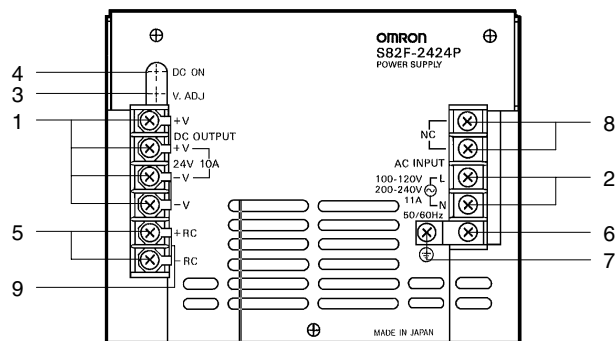 OMRON
S82F-2424P
POWER SUPPLY
4
DC ON
3
V. ADJ
1
+V
8
NC
DC OUTPUT
+V
24V 10A
AC INPUT
-V
100-120V
L
2
200-240V
11A
-V
N
50/60Hz
5
+RC
6
-RC
7
9
MADE IN JAPAN